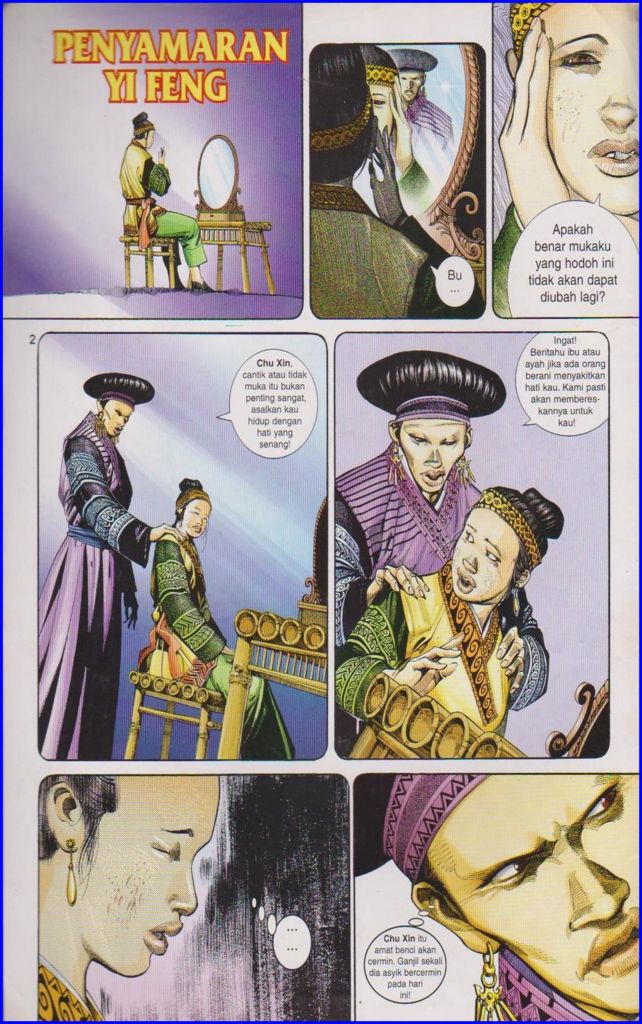 PENYAMARAN
YI FENG
Bu
...
Apakah
benar mukaku
yang hodoh ini
tidak akan dapat
diubah lagi?
2
Chu Xin,
cantik atau tidak
muka itu bukan
penting sangat,
asalkan kau
hidup dengan
hati yang
senang!
Ingat!
Beritahu ibu atau
ayah jika ada orang
berani menyakitkan
hati kau. Kami pasti
akan memberes-
kannya untuk
kau!
...
...
Chu Xin itu
amat benci akan
cermin. Ganjil sekali
dia asyik bercermin
pada hari
ini!